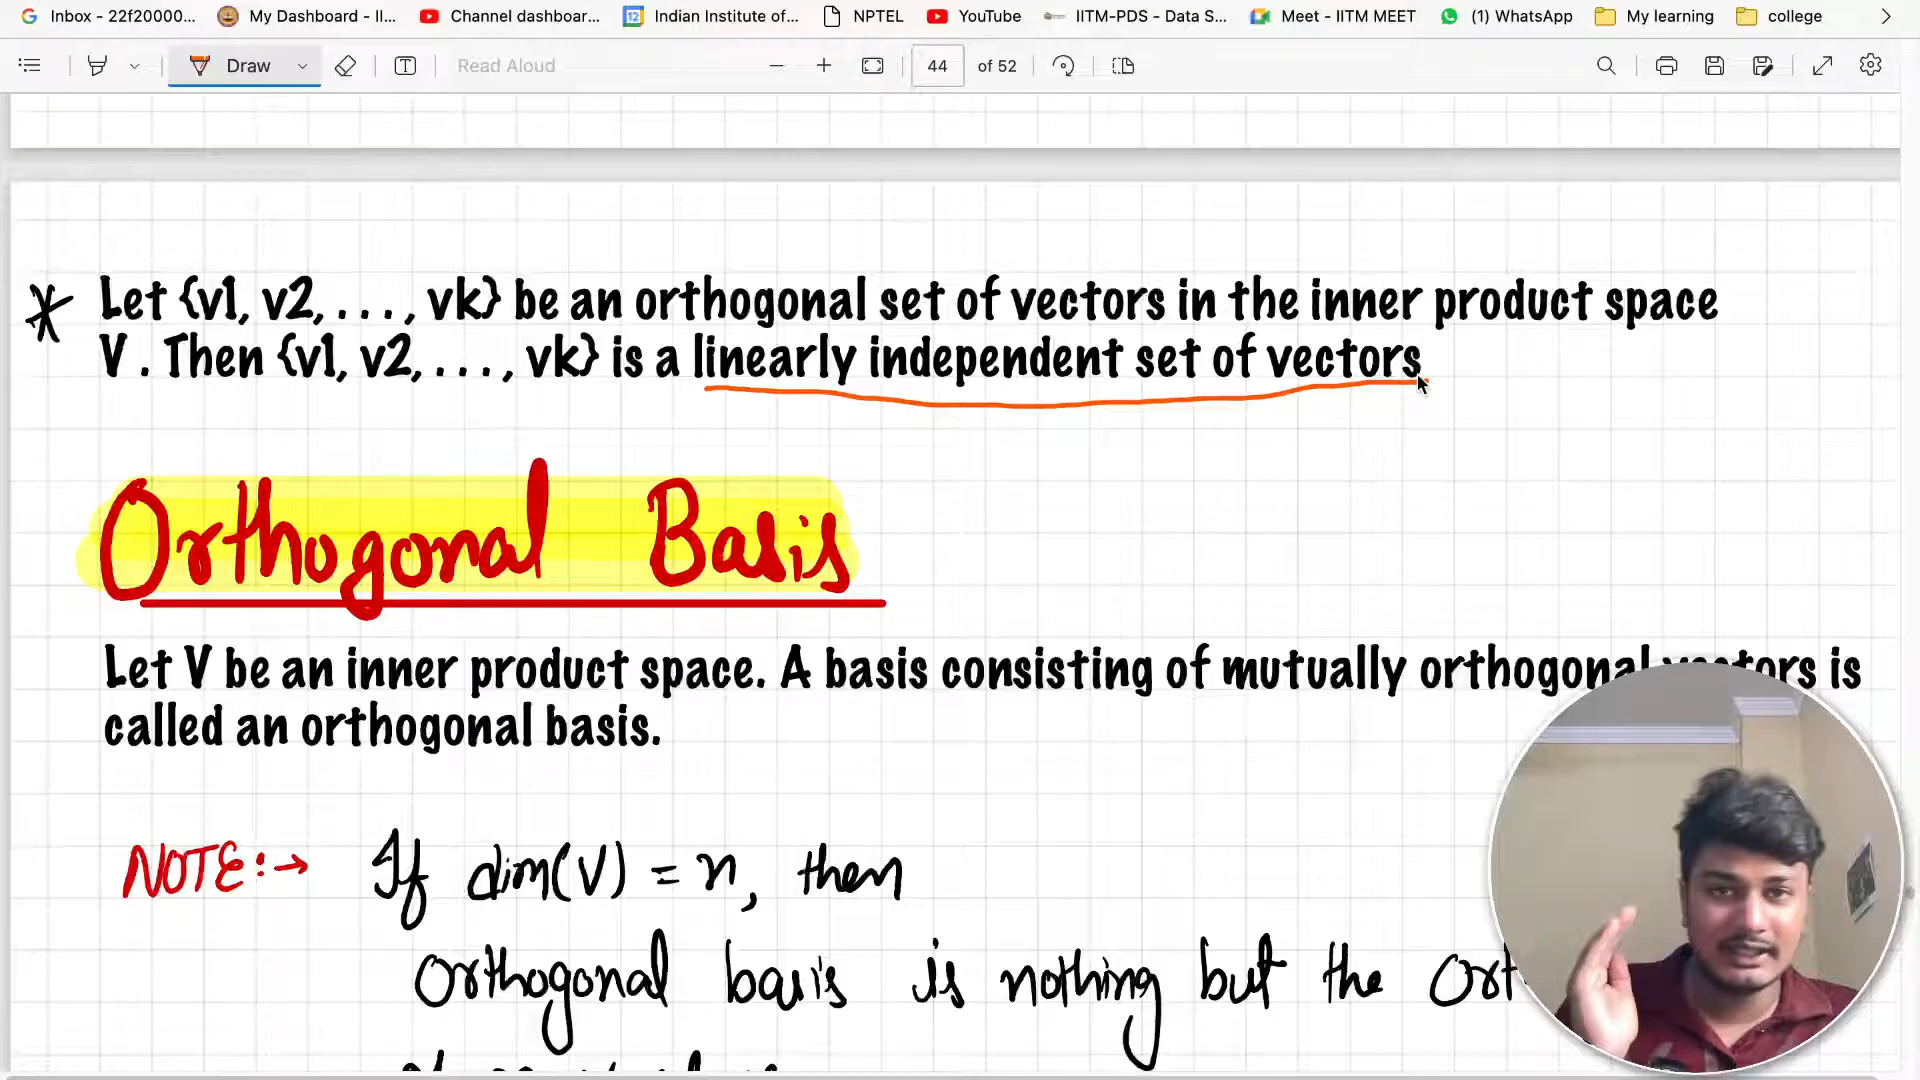 Inbox - 22f20000... My Dashboard - II... Channel dashboar... Indian Institute of... NPTEL YouTube IITM-PDS - Data S... Meet - IITM MEET (1) WhatsApp My learning college
Draw Read Aloud 44 of 52
Let {v1, v2, . . . , vk} be an orthogonal set of vectors in the inner product space
V . Then {v1, v2, . . . , vk} is a linearly independent set of vectors
Orthogonal Basis
Let V be an inner product space. A basis consisting of mutually orthogonal vectors is
called an orthogonal basis.
NOTE:→ If dim(V) = n, then
orthogonal basis is nothing but the